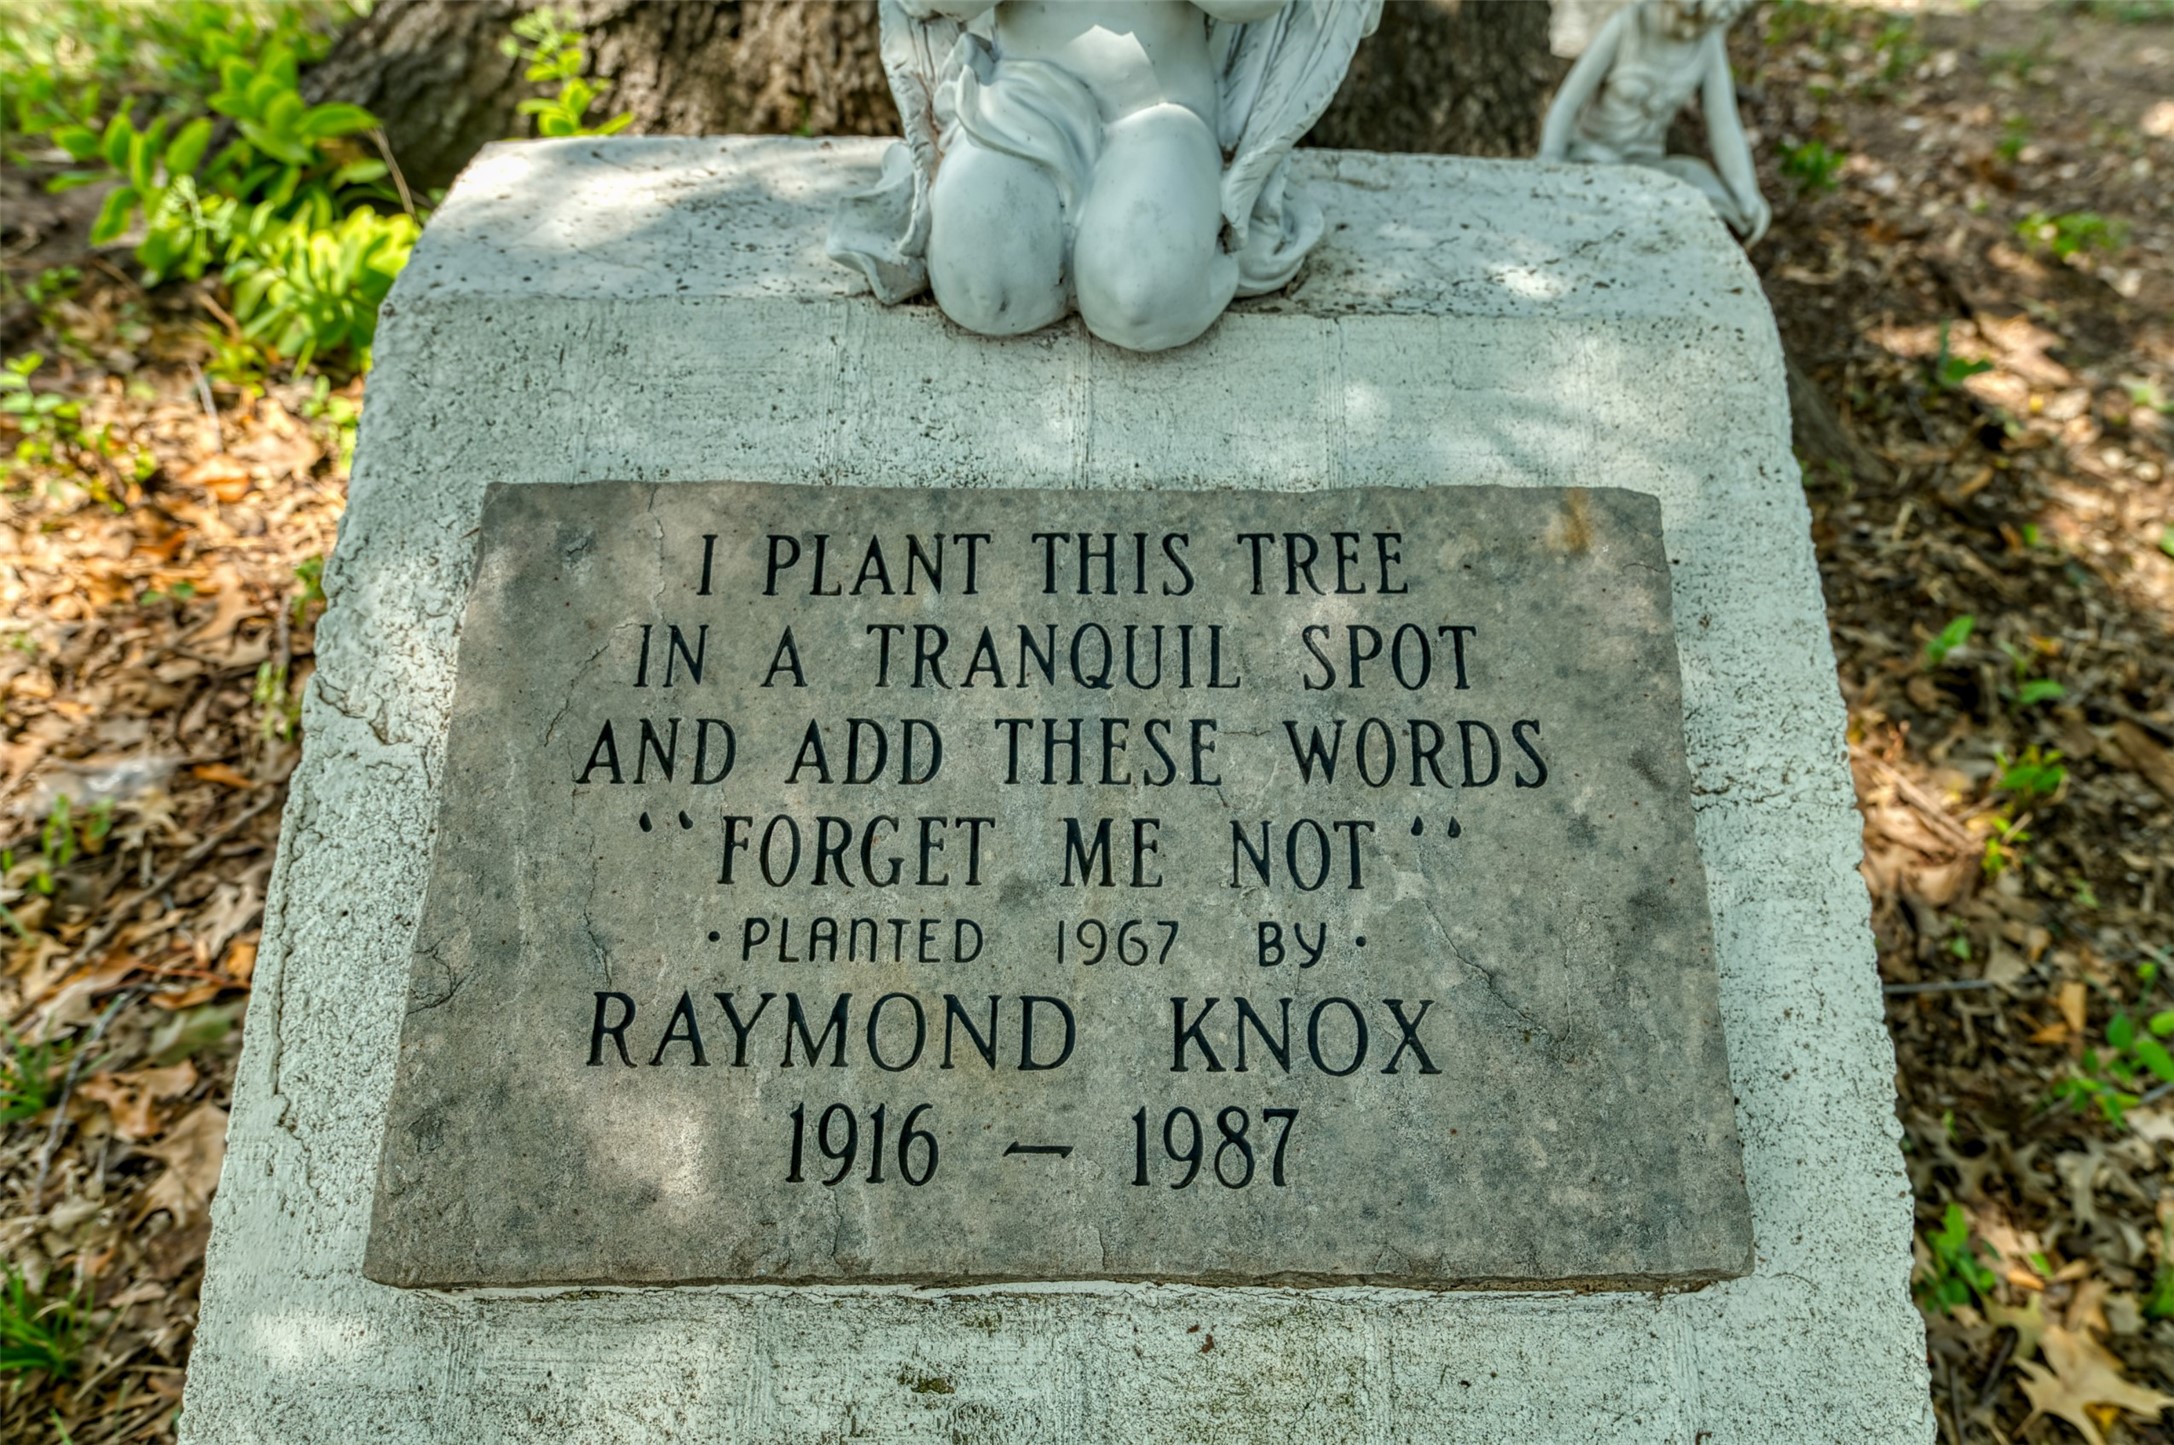 I PLANT THIS TREE
IN A TRANQUIL SPOT
AND ADD THESE WORDS
“FORGET ME NOT”
·PLANTED 1967 BY·
RAYMOND KNOX
1916 – 1987